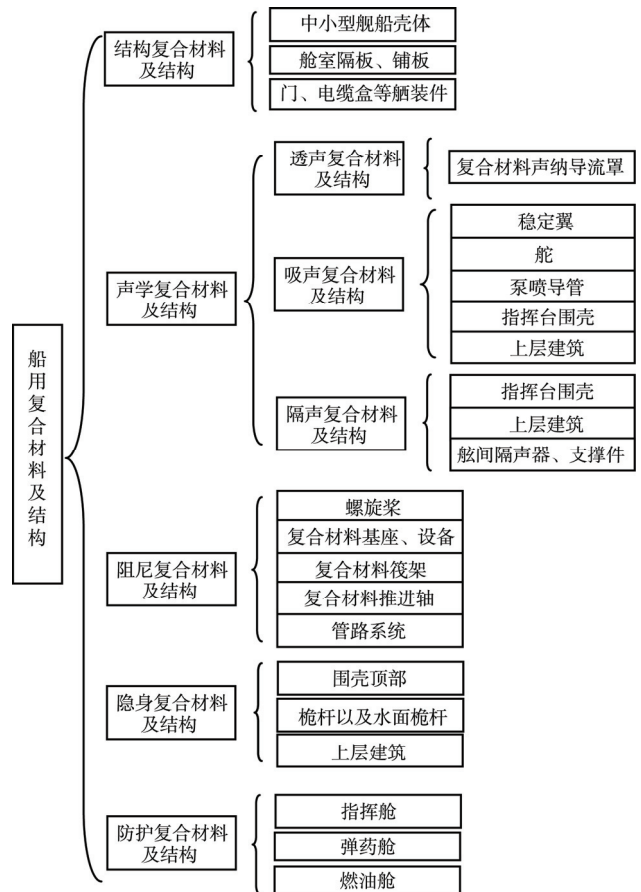 船用复合材料及结构
结构复合材料
及结构
中小型舰船壳体
舱室隔板、铺板
门、电缆盒等舾装件
声学复合材料
及结构
透声复合材料
及结构
复合材料声纳导流罩
吸声复合材料
及结构
稳定翼
舵
泵喷导管
指挥台围壳
上层建筑
隔声复合材料
及结构
指挥台围壳
上层建筑
舷间隔声器、支撑件
阻尼复合材料
及结构
螺旋桨
复合材料基座、设备
复合材料筏架
复合材料推进轴
管路系统
隐身复合材料
及结构
围壳顶部
桅杆以及水面桅杆
上层建筑
防护复合材料
及结构
指挥舱
弹药舱
燃油舱